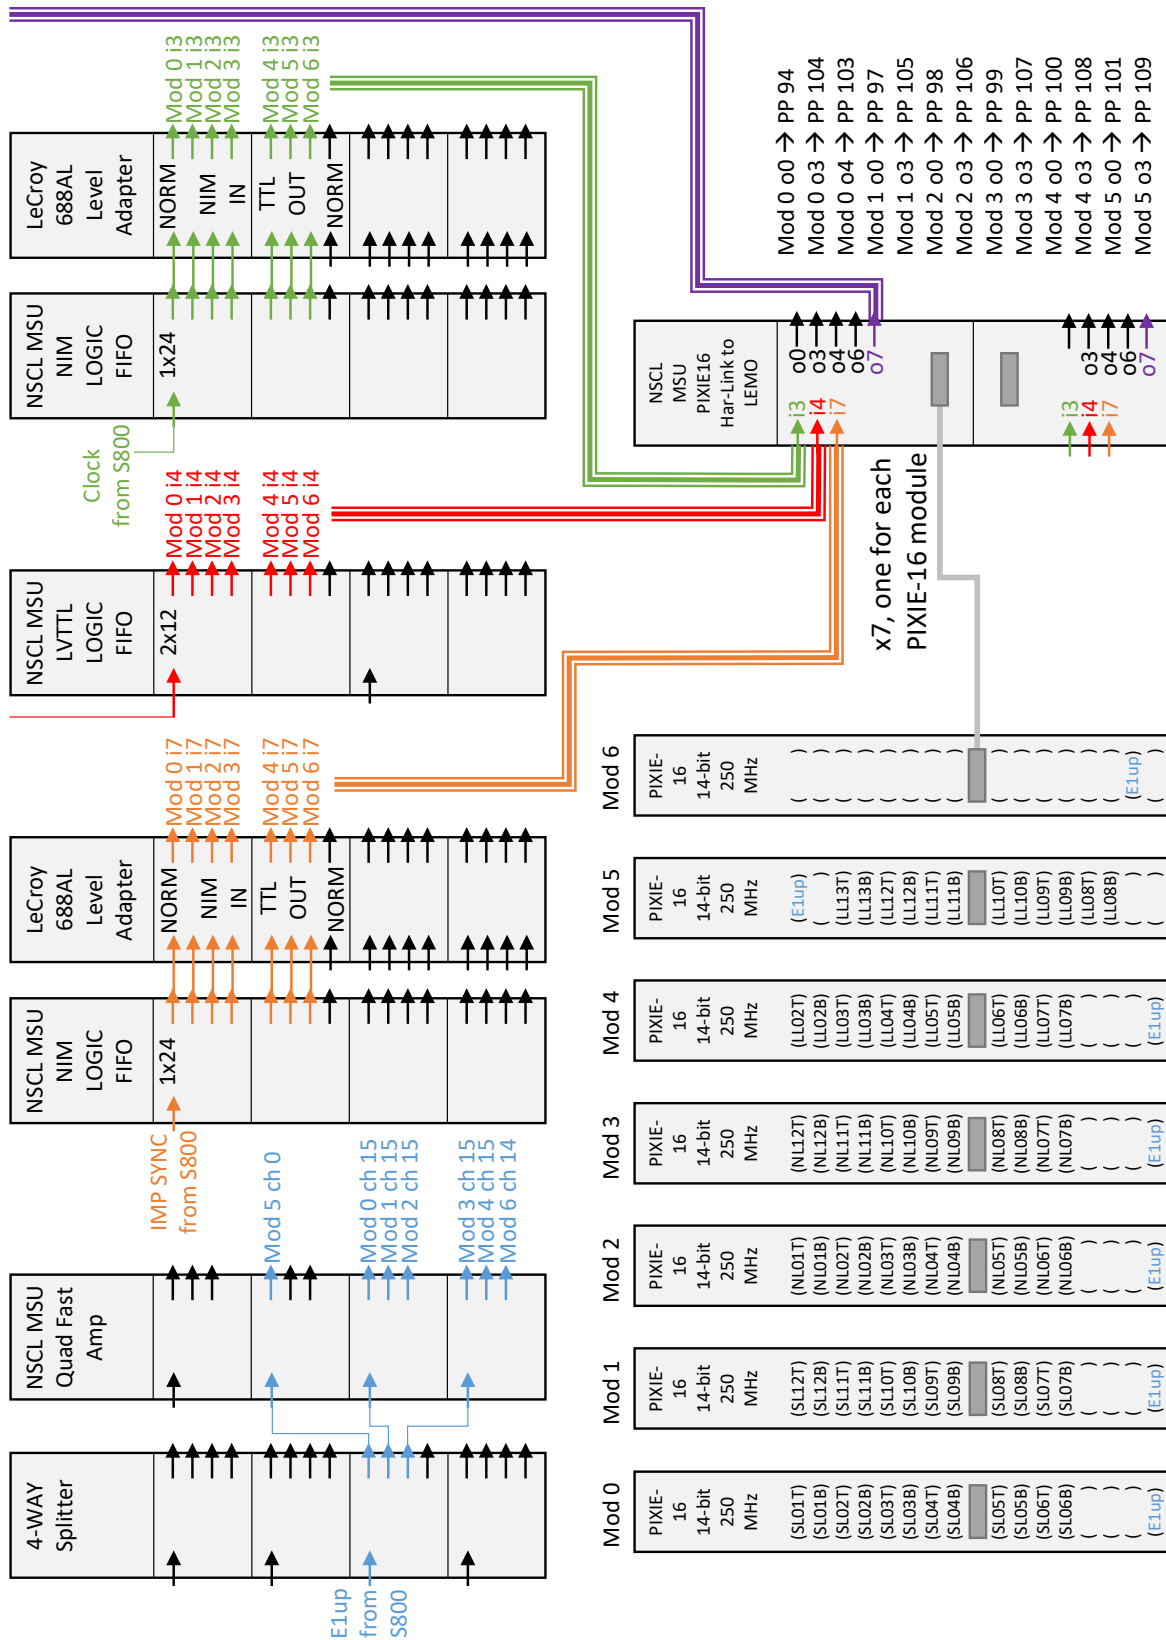 4-WAY
Splitter
E1up
from
S800
NSCL MSU
Quad Fast
Amp
Mod 5 ch 0
Mod 0 ch 15
Mod 1 ch 15
Mod 2 ch 15
Mod 3 ch 15
Mod 4 ch 15
Mod 6 ch 14
IMP SYNC
from S800
NSCL MSU
NIM
LOGIC
FIFO
1x24
LeCroy
688AL
Level
Adapter
NORM
NIM
IN
TTL
OUT
NORM
Mod 0 i7
Mod 1 i7
Mod 2 i7
Mod 3 i7
Mod 4 i7
Mod 5 i7
Mod 6 i7
NSCL MSU
LVTTL
LOGIC
FIFO
2x12
Mod 0 i4
Mod 1 i4
Mod 2 i4
Mod 3 i4
Mod 4 i4
Mod 5 i4
Mod 6 i4
Clock
from S800
NSCL MSU
NIM
LOGIC
FIFO
1x24
LeCroy
688AL
Level
Adapter
NORM
NIM
IN
TTL
OUT
NORM
Mod 0 i3
Mod 1 i3
Mod 2 i3
Mod 3 i3
Mod 4 i3
Mod 5 i3
Mod 6 i3
Mod 0
PIXIE-
16
14-bit
250
MHz
(SL01T)
(SL01B)
(SL02T)
(SL02B)
(SL03T)
(SL03B)
(SL04T)
(SL04B)
(SL05T)
(SL05B)
(SL06T)
(SL06B)
( )
( )
( )
(E1up)
Mod 1
PIXIE-
16
14-bit
250
MHz
(SL12T)
(SL12B)
(SL11T)
(SL11B)
(SL10T)
(SL10B)
(SL09T)
(SL09B)
(SL08T)
(SL08B)
(SL07T)
(SL07B)
( )
( )
( )
(E1up)
Mod 2
PIXIE-
16
14-bit
250
MHz
(NL01T)
(NL01B)
(NL02T)
(NL02B)
(NL03T)
(NL03B)
(NL04T)
(NL04B)
(NL05T)
(NL05B)
(NL06T)
(NL06B)
( )
( )
( )
(E1up)
Mod 3
PIXIE-
16
14-bit
250
MHz
(NL12T)
(NL12B)
(NL11T)
(NL11B)
(NL10T)
(NL10B)
(NL09T)
(NL09B)
(NL08T)
(NL08B)
(NL07T)
(NL07B)
( )
( )
( )
(E1up)
Mod 4
PIXIE-
16
14-bit
250
MHz
(LL02T)
(LL02B)
(LL03T)
(LL03B)
(LL04T)
(LL04B)
(LL05T)
(LL05B)
(LL06T)
(LL06B)
(LL07T)
(LL07B)
( )
( )
( )
(E1up)
Mod 5
PIXIE-
16
14-bit
250
MHz
(E1up)
( )
(LL13T)
(LL13B)
(LL12T)
(LL12B)
(LL11T)
(LL11B)
(LL10T)
(LL10B)
(LL09T)
(LL09B)
(LL08T)
(LL08B)
( )
( )
Mod 6
PIXIE-
16
14-bit
250
MHz
( )
( )
( )
( )
( )
( )
( )
( )
( )
( )
( )
( )
( )
( )
(E1up)
( )
x7, one for each
PIXIE-16 module
NSCL
MSU
PIXIE16
Har-Link to
LEMO
i3 o0
i4 o3
i7 o4
o6
o7
i3
i4 o3
i7 o4
o6
o7
Mod 0 o0 → PP 94
Mod 0 o3 → PP 104
Mod 0 o4 → PP 103
Mod 1 o0 → PP 97
Mod 1 o3 → PP 105
Mod 2 o0 → PP 98
Mod 2 o3 → PP 106
Mod 3 o0 → PP 99
Mod 3 o3 → PP 107
Mod 4 o0 → PP 100
Mod 4 o3 → PP 108
Mod 5 o0 → PP 101
Mod 5 o3 → PP 109